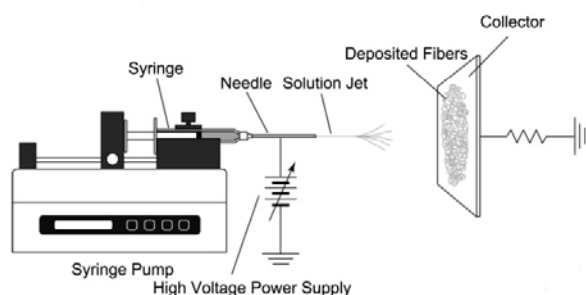 Collector
Deposited Fibers
Syringe
Needle
Solution Jet
Syringe Pump
High Voltage Power Supply